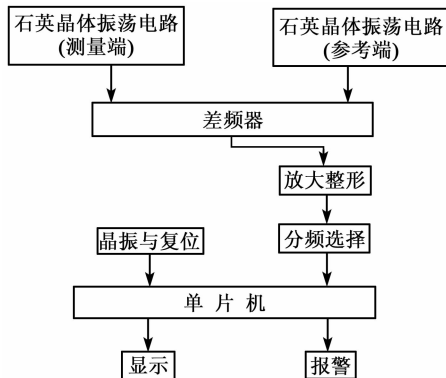 石英晶体振荡电路
(测量端)
石英晶体振荡电路
(参考端)
差频器
放大整形
晶振与复位
分频选择
单 片 机
显示
报警